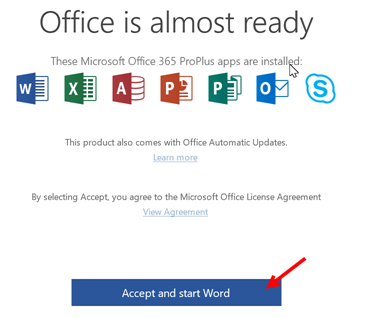 Office is almost ready
These Microsoft Office 365 ProPlus apps are installed:
W X A P P O S
This product also comes with Office Automatic Updates.
Learn more
By selecting Accept, you agree to the Microsoft Office License Agreement
View Agreement
Accept and start Word